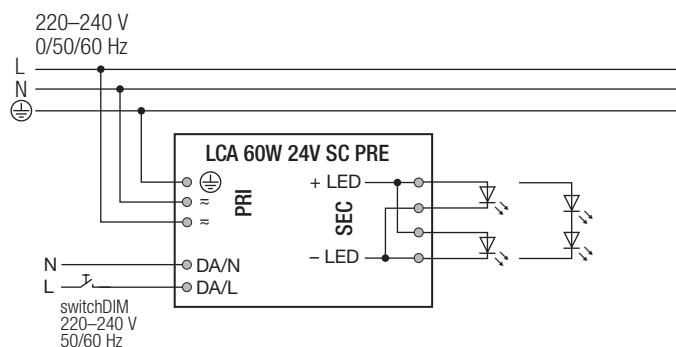 220–240 V
0/50/60 Hz
L
N
LCA 60W 24V SC PRE
+ LED
≂
PRI
SEC
≂
N
DA/N
– LED
L
DA/L
switchDIM
220–240 V
50/60 Hz